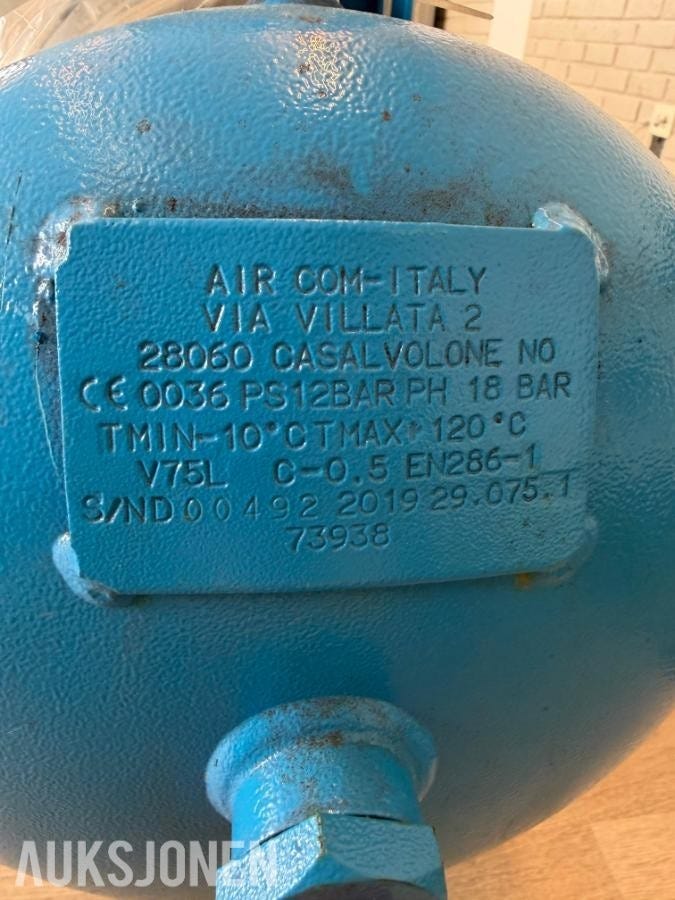 AIR COM-ITALY
VIA VILLATA 2
28060 CASALVOLONE NO
CE 0036 PS12BAR PH 18 BAR
TMIN-10°C TMAX+120°C
V75L C-0.5 EN286-1
S/ND 00492 2019 29.075.1
73938
AUKSJONEN